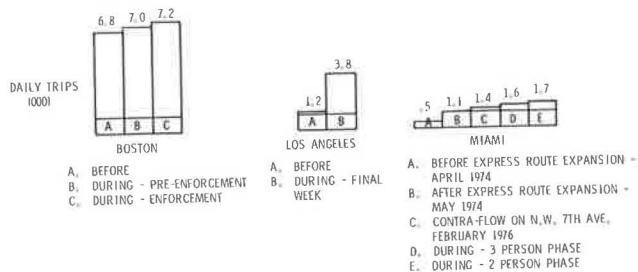 6.8 7.0 7.2
3.8
DAILY TRIPS
(000)
1.2
.5 1.1 1.4 1.6 1.7
A B C
A B
A B C D E
BOSTON
LOS ANGELES
MIAMI
A. BEFORE
B. DURING - PRE-ENFORCEMENT
C. DURING - ENFORCEMENT
A. BEFORE
B. DURING - FINAL
WEEK
A. BEFORE EXPRESS ROUTE EXPANSION -
APRIL 1974
B. AFTER EXPRESS ROUTE EXPANSION -
MAY 1974
C. CONTRA-FLOW ON N.W. 7TH AVE.
FEBRUARY 1976
D. DURING - 3 PERSON PHASE
E. DURING - 2 PERSON PHASE